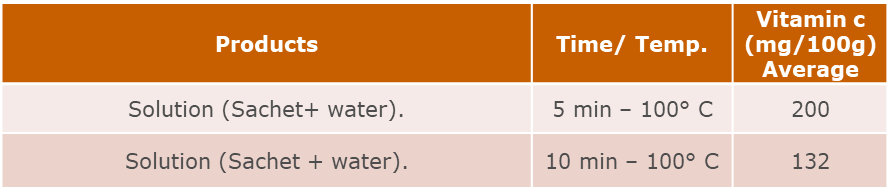 Products Time/ Temp. Vitamin c
(mg/100g)
Average
Solution (Sachet+ water). 5 min – 100° C 200
Solution (Sachet + water). 10 min – 100° C 132